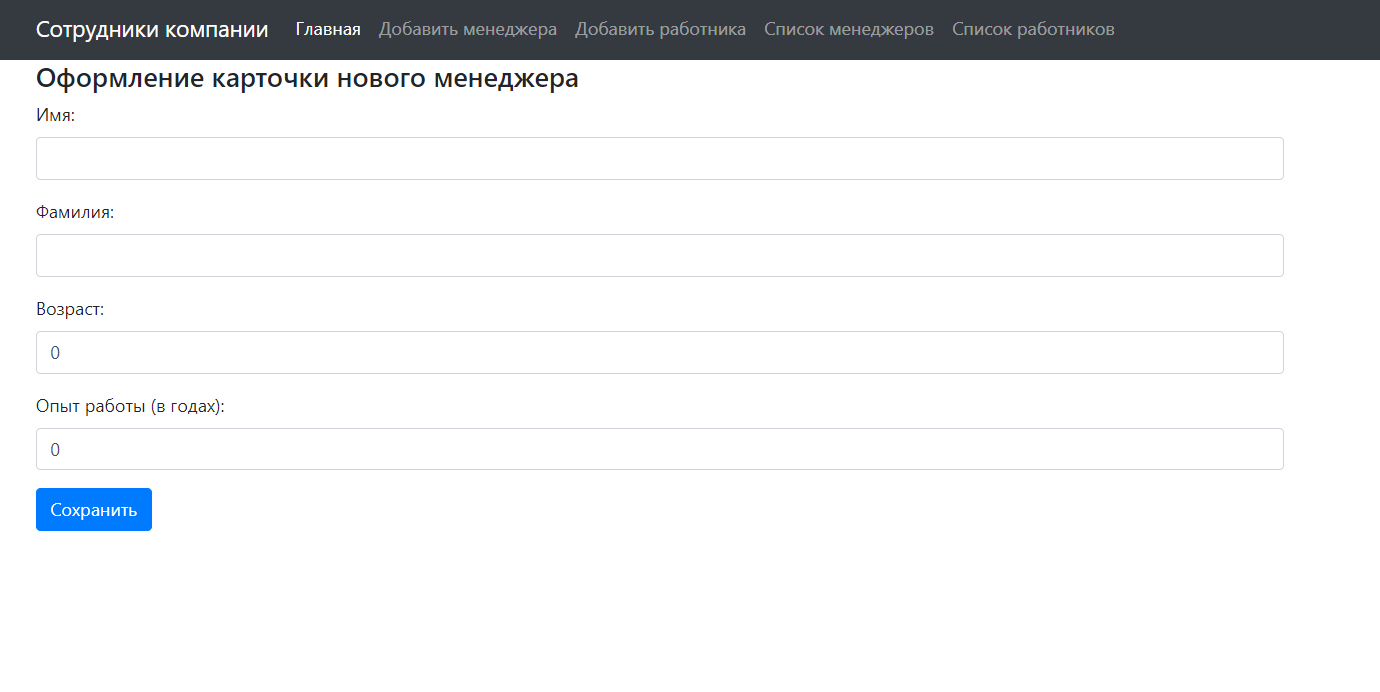 Сотрудники компании Главная Добавить менеджера Добавить работника Список менеджеров Список работников
Оформление карточки нового менеджера
Имя:
Фамилия:
Возраст:
0
Опыт работы (в годах):
0
Сохранить